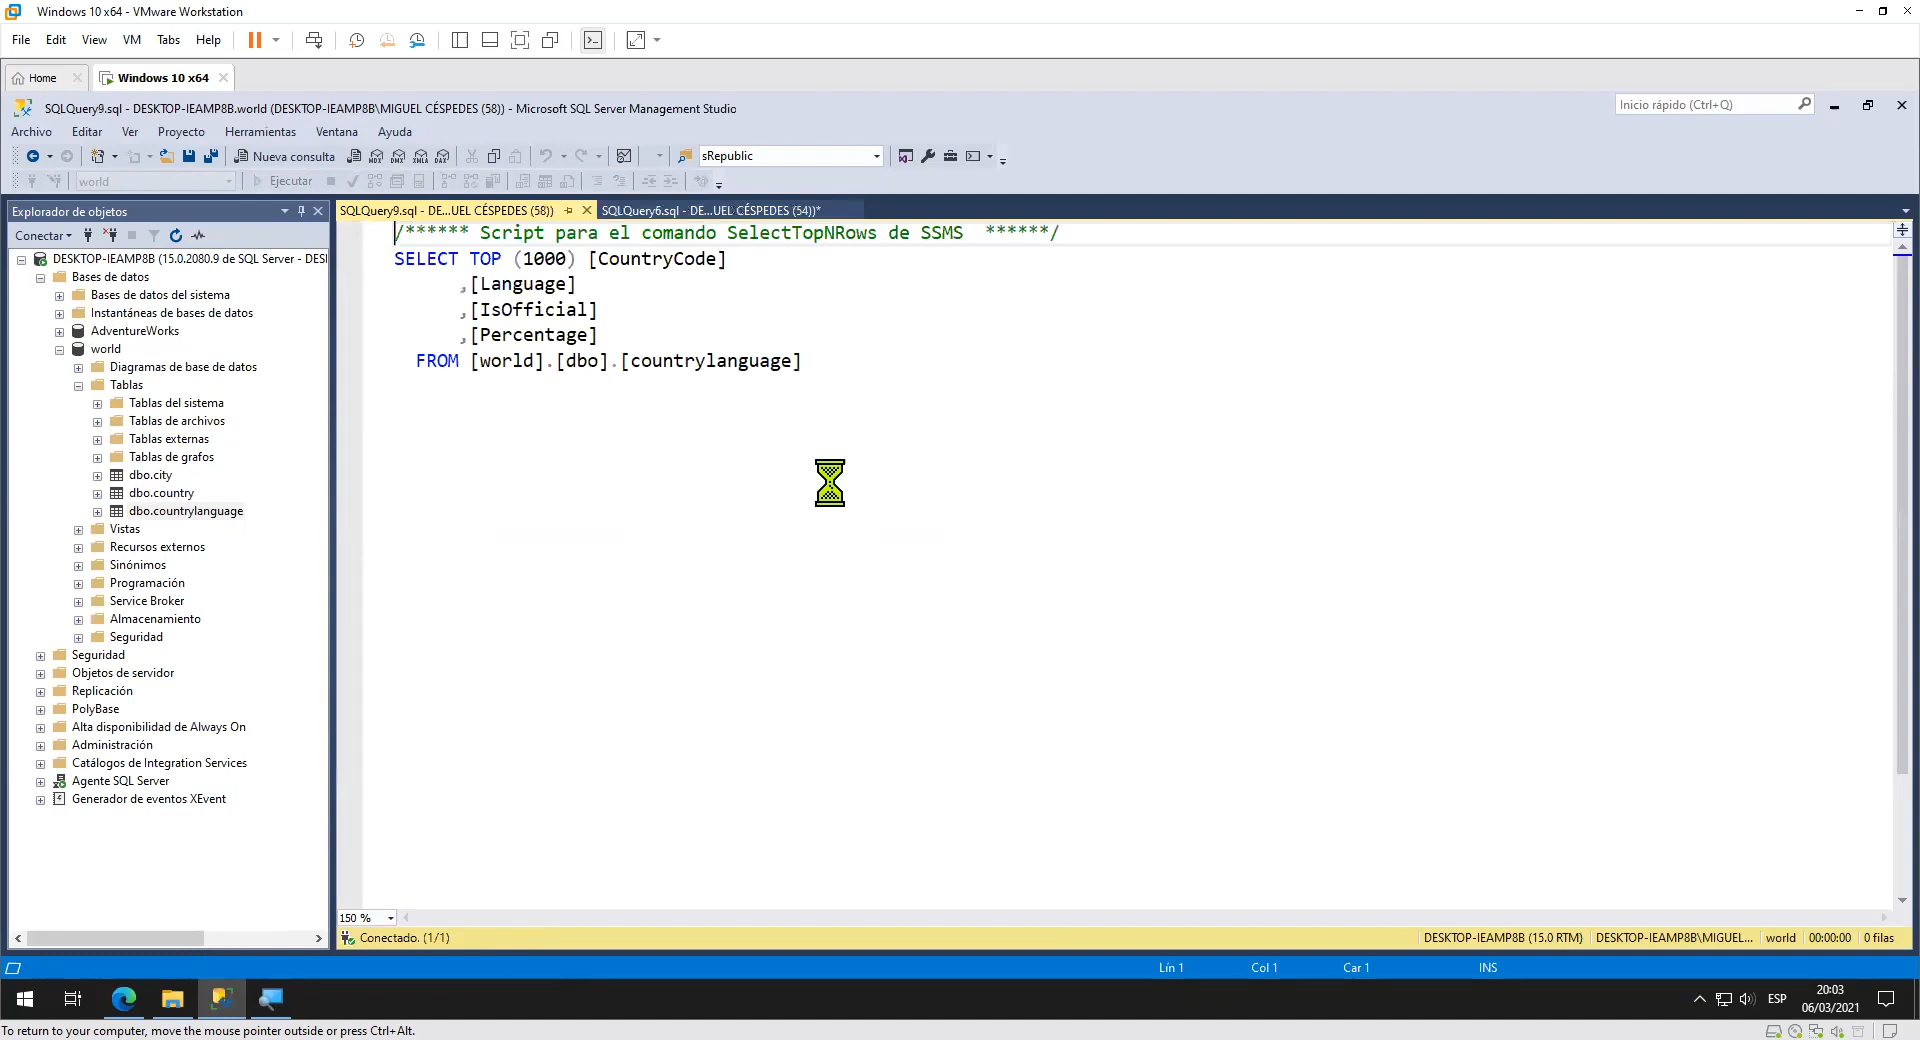 Windows 10 x64 - VMware Workstation
File Edit View VM Tabs Help
Home Windows 10 x64
SQLQuery9.sql - DESKTOP-IEAMP8B.world (DESKTOP-IEAMP8B\MIGUEL CÉSPEDES (58)) - Microsoft SQL Server Management Studio
Inicio rápido (Ctrl+Q)
Archivo Editar Ver Proyecto Herramientas Ventana Ayuda
Nueva consulta MDX DMX XMLA DAX sRepublic
world Ejecutar
Explorador de objetos
SQLQuery9.sql - DE...UEL CÉSPEDES (58)) SQLQuery6.sql - DE...UEL CÉSPEDES (54))*
Conectar
DESKTOP-IEAMP8B (15.0.2080.9 de SQL Server - DESI
Bases de datos
Bases de datos del sistema
Instantáneas de bases de datos
AdventureWorks
world
Diagramas de base de datos
Tablas
Tablas del sistema
Tablas de archivos
Tablas externas
Tablas de grafos
dbo.city
dbo.country
dbo.countrylanguage
Vistas
Recursos externos
Sinónimos
Programación
Service Broker
Almacenamiento
Seguridad
Seguridad
Objetos de servidor
Replicación
PolyBase
Alta disponibilidad de Always On
Administración
Catálogos de Integration Services
Agente SQL Server
Generador de eventos XEvent
/****** Script para el comando SelectTopNRows de SSMS ******/
SELECT TOP (1000) [CountryCode]
,[Language]
,[IsOfficial]
,[Percentage]
FROM [world].[dbo].[countrylanguage]
150 %
Conectado. (1/1) DESKTOP-IEAMP8B (15.0 RTM) DESKTOP-IEAMP8B\MIGUEL... world 00:00:00 0 filas
Lín 1 Col 1 Car 1 INS
ESP 20:03
06/03/2021
To return to your computer, move the mouse pointer outside or press Ctrl+Alt.